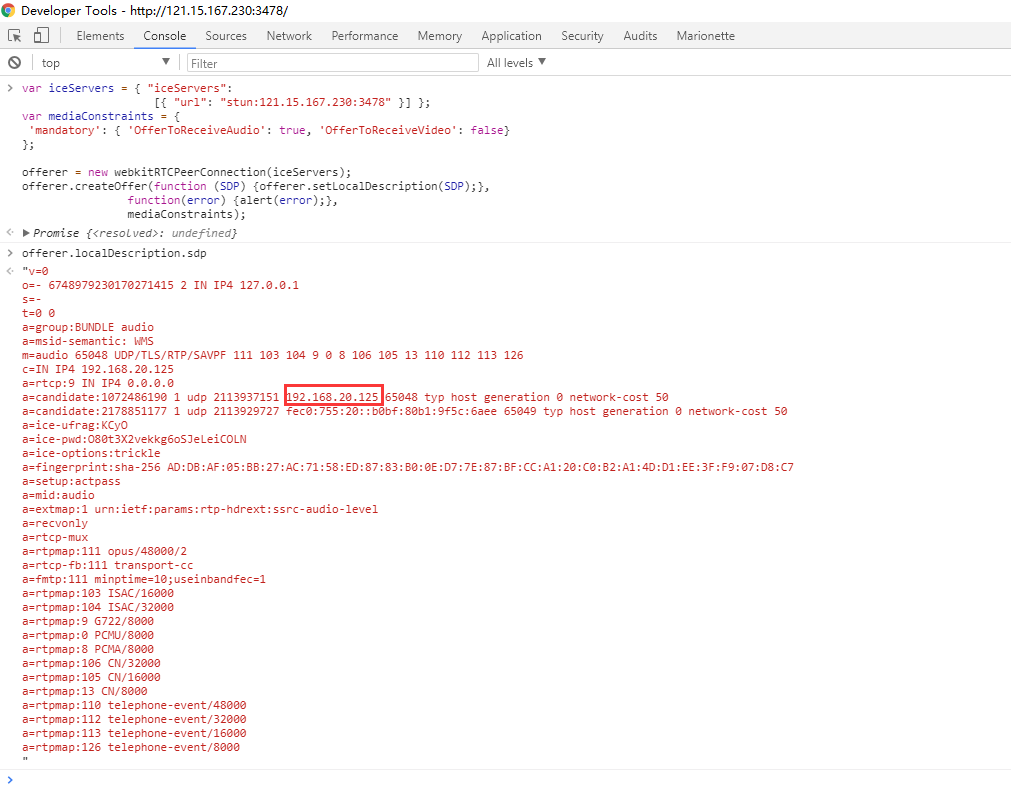 Developer Tools - http://121.15.167.230:3478/
Elements Console Sources Network Performance Memory Application Security Audits Marionette
top ▼ Filter All levels ▼
> var iceServers = { "iceServers":
[{ "url": "stun:121.15.167.230:3478" }] };
var mediaConstraints = {
'mandatory': { 'OfferToReceiveAudio': true, 'OfferToReceiveVideo': false}
};
offerer = new webkitRTCPeerConnection(iceServers);
offerer.createOffer(function (SDP) {offerer.setLocalDescription(SDP);},
function(error) {alert(error);},
mediaConstraints);
▶ Promise {<resolved>: undefined}
> offerer.localDescription.sdp
"v=0
o=- 6748979230170271415 2 IN IP4 127.0.0.1
s=-
t=0 0
a=group:BUNDLE audio
a=msid-semantic: WMS
m=audio 65048 UDP/TLS/RTP/SAVPF 111 103 104 9 0 8 106 105 13 110 112 113 126
c=IN IP4 192.168.20.125
a=rtcp:9 IN IP4 0.0.0.0
a=candidate:1072486190 1 udp 2113937151 192.168.20.125 65048 typ host generation 0 network-cost 50
a=candidate:2178851177 1 udp 2113929727 fec0:755:20::b0bf:80b1:9f5c:6aee 65049 typ host generation 0 network-cost 50
a=ice-ufrag:KCyO
a=ice-pwd:O80t3X2vekkg6oSJeLeiCOLN
a=ice-options:trickle
a=fingerprint:sha-256 AD:DB:AF:05:BB:27:AC:71:58:ED:87:83:B0:0E:D7:7E:87:BF:CC:A1:20:C0:B2:A1:4D:D1:EE:3F:F9:07:D8:C7
a=setup:actpass
a=mid:audio
a=extmap:1 urn:ietf:params:rtp-hdrext:ssrc-audio-level
a=recvonly
a=rtcp-mux
a=rtpmap:111 opus/48000/2
a=rtcp-fb:111 transport-cc
a=fmtp:111 minptime=10;useinbandfec=1
a=rtpmap:103 ISAC/16000
a=rtpmap:104 ISAC/32000
a=rtpmap:9 G722/8000
a=rtpmap:0 PCMU/8000
a=rtpmap:8 PCMA/8000
a=rtpmap:106 CN/32000
a=rtpmap:105 CN/16000
a=rtpmap:13 CN/8000
a=rtpmap:110 telephone-event/48000
a=rtpmap:112 telephone-event/32000
a=rtpmap:113 telephone-event/16000
a=rtpmap:126 telephone-event/8000
"
>